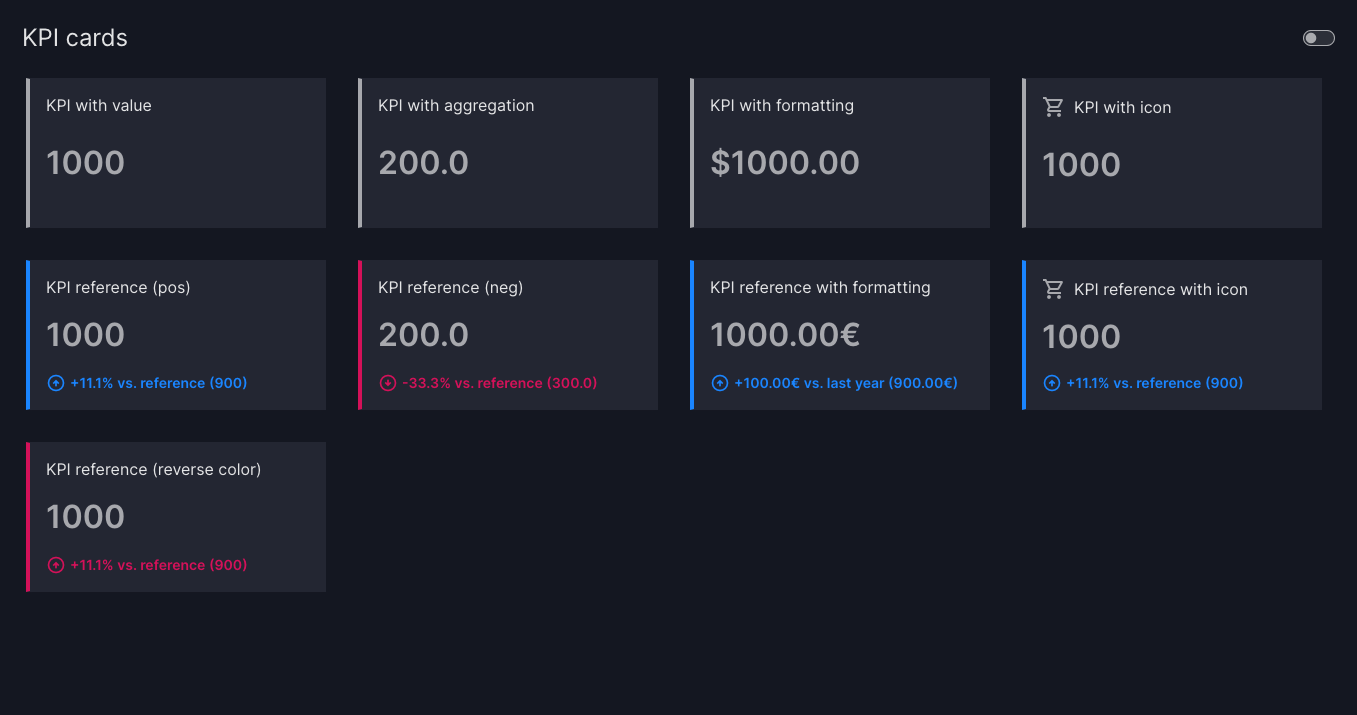 KPI cards
KPI with value
1000
KPI with aggregation
200.0
KPI with formatting
$1000.00
KPI with icon
1000
KPI reference (pos)
1000
+11.1% vs. reference (900)
KPI reference (neg)
200.0
-33.3% vs. reference (300.0)
KPI reference with formatting
1000.00€
+100.00€ vs. last year (900.00€)
KPI reference with icon
1000
+11.1% vs. reference (900)
KPI reference (reverse color)
1000
+11.1% vs. reference (900)